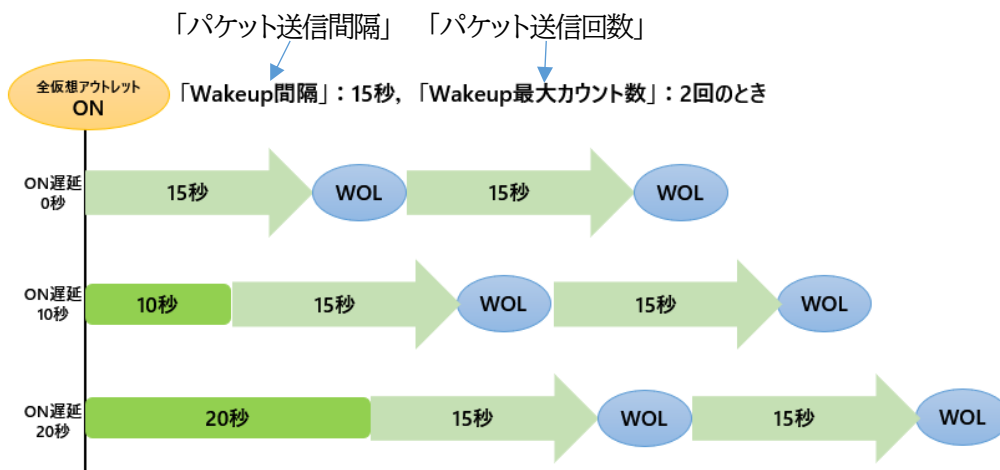 「パケット送信間隔」 「パケット送信回数」
全仮想アウトレット
ON
「Wakeup間隔」：15秒，「Wakeup最大カウント数」：2回のとき
ON遅延
0秒
15秒 WOL 15秒 WOL
ON遅延
10秒
10秒 15秒 WOL 15秒 WOL
ON遅延
20秒
20秒 15秒 WOL 15秒 WOL